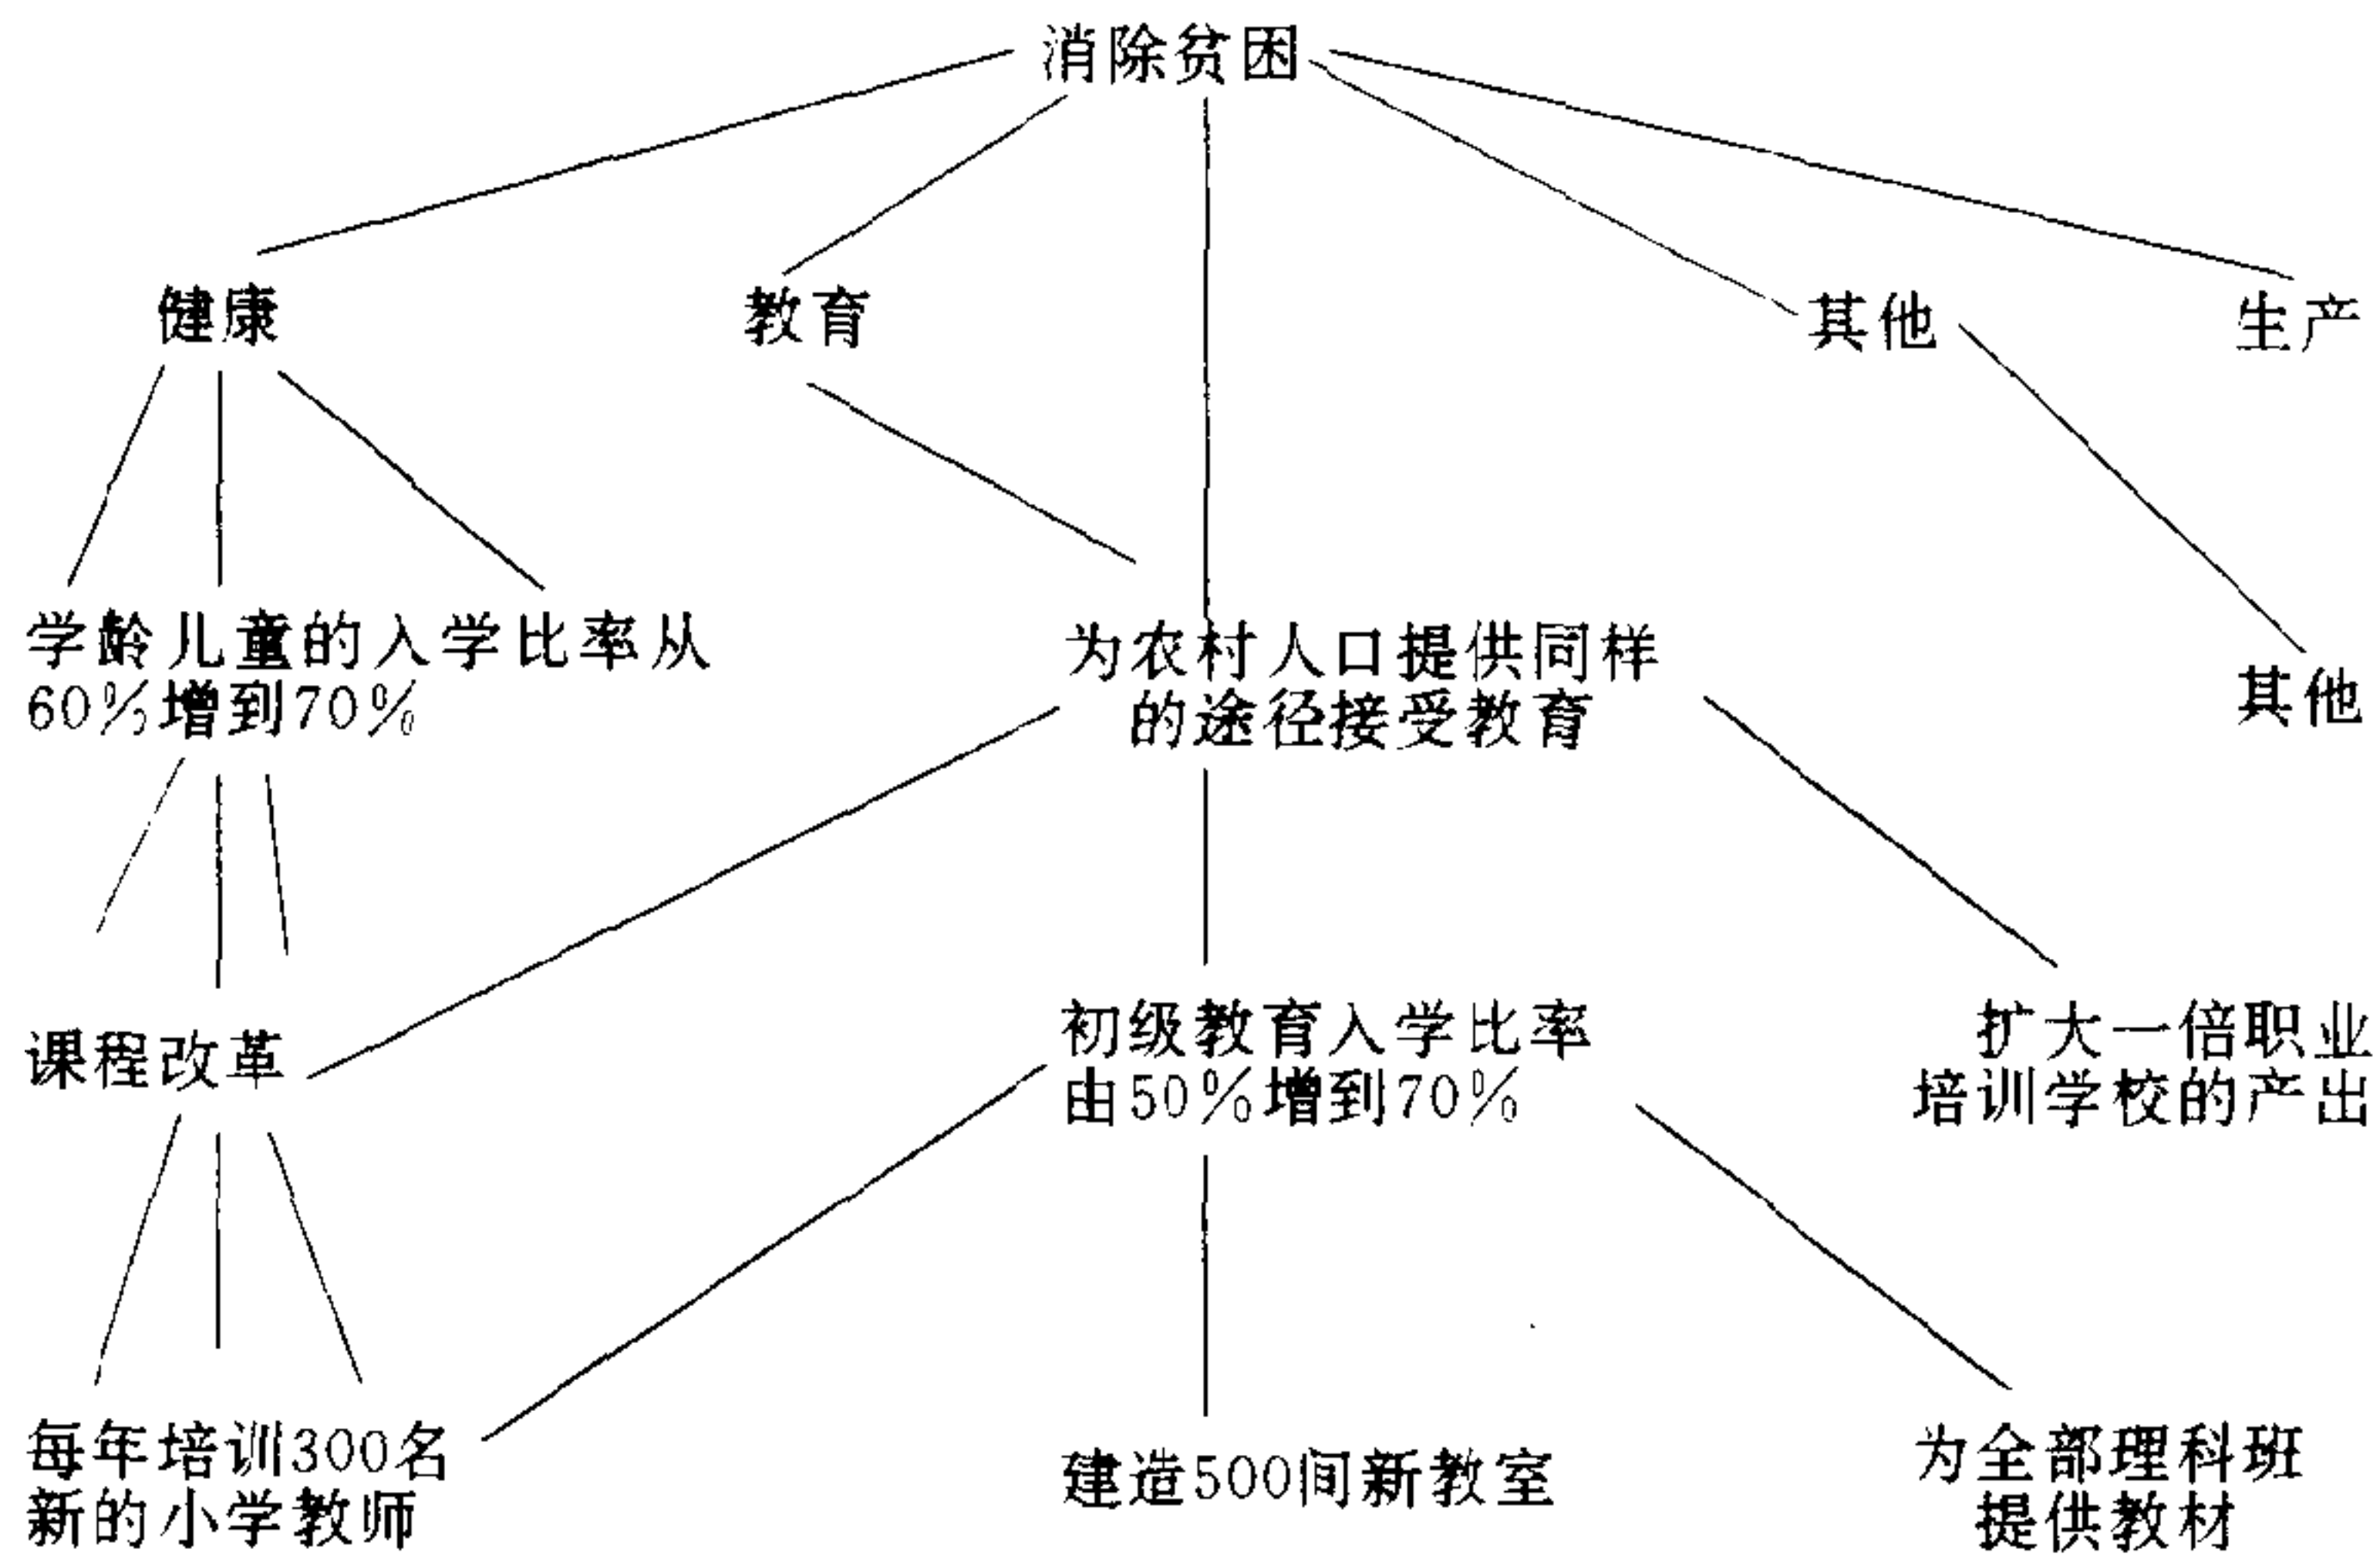 消除贫困
健康
教育
其他
生产
学龄儿童的入学比率从
60%增到70%
为农村人口提供同样
的途径接受教育
其他
课程改革
初级教育入学比率
由50%增到70%
扩大一倍职业
培训学校的产出
每年培训300名
新的小学教师
建造500间新教室
为全部理科班
提供教材